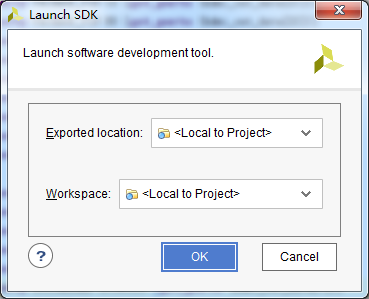 Launch SDK
Launch software development tool.
Exported location: <Local to Project>
Workspace: <Local to Project>
? OK Cancel